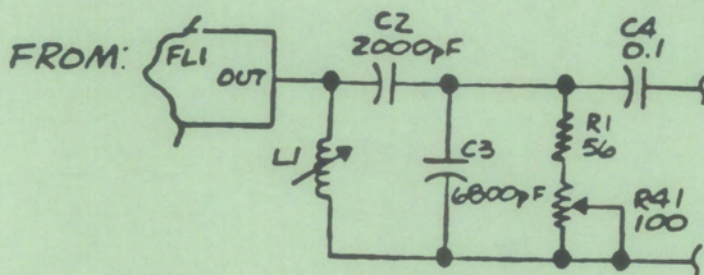 FROM:
FL1
OUT
C2
2000pF
C4
0.1
L1
C3
6800pF
R1
56
R41
100